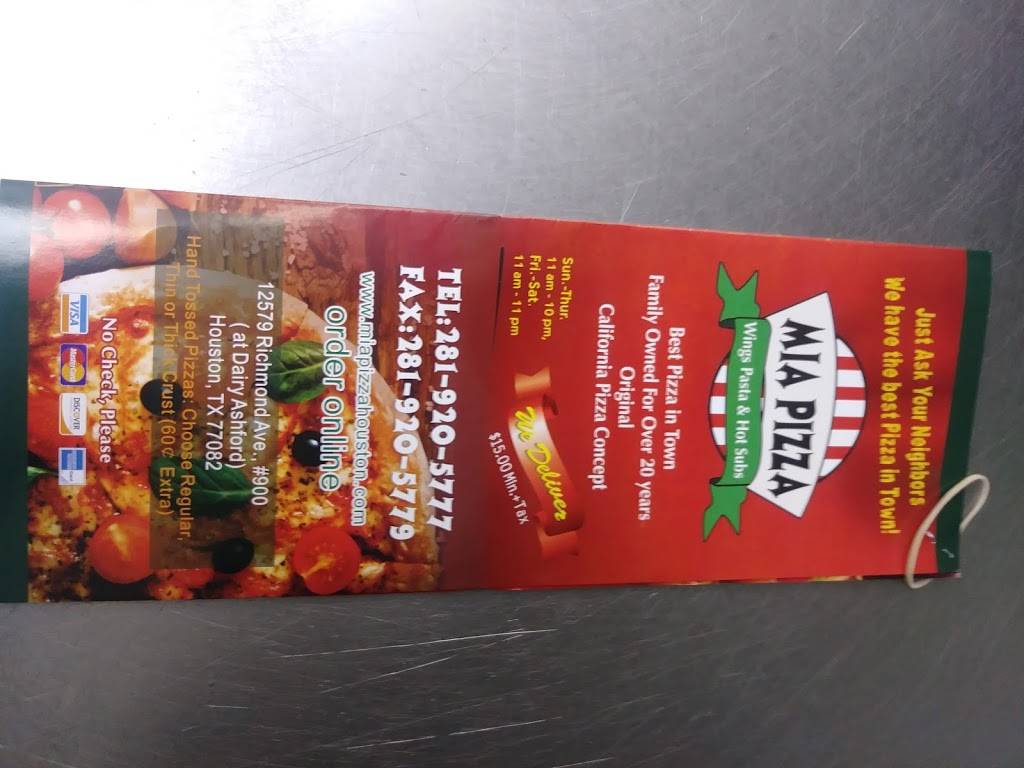 Just Ask Your Neighbors
We have the best Pizza in Town!
MIA PIZZA
Wings Pasta & Hot Subs
Best Pizza in Town
Family Owned For Over 20 years
Original
California Pizza Concept
Sun.-Thur.
11 am - 10 pm,
Fri.-Sat.
11 am - 11 pm
We Deliver
$15.00 Min.+Tax
TEL:281-920-5777
FAX:281-920-5779
www.miapizzahouston.com
order online
12579 Richmond Ave., #900
( at Dairy Ashford)
Houston, TX 77082
Hand Tossed Pizzas: Choose Regular,
Thin or Thick Crust (60¢ Extra)
No Check, Please
VISA
MasterCard
DISCOVER